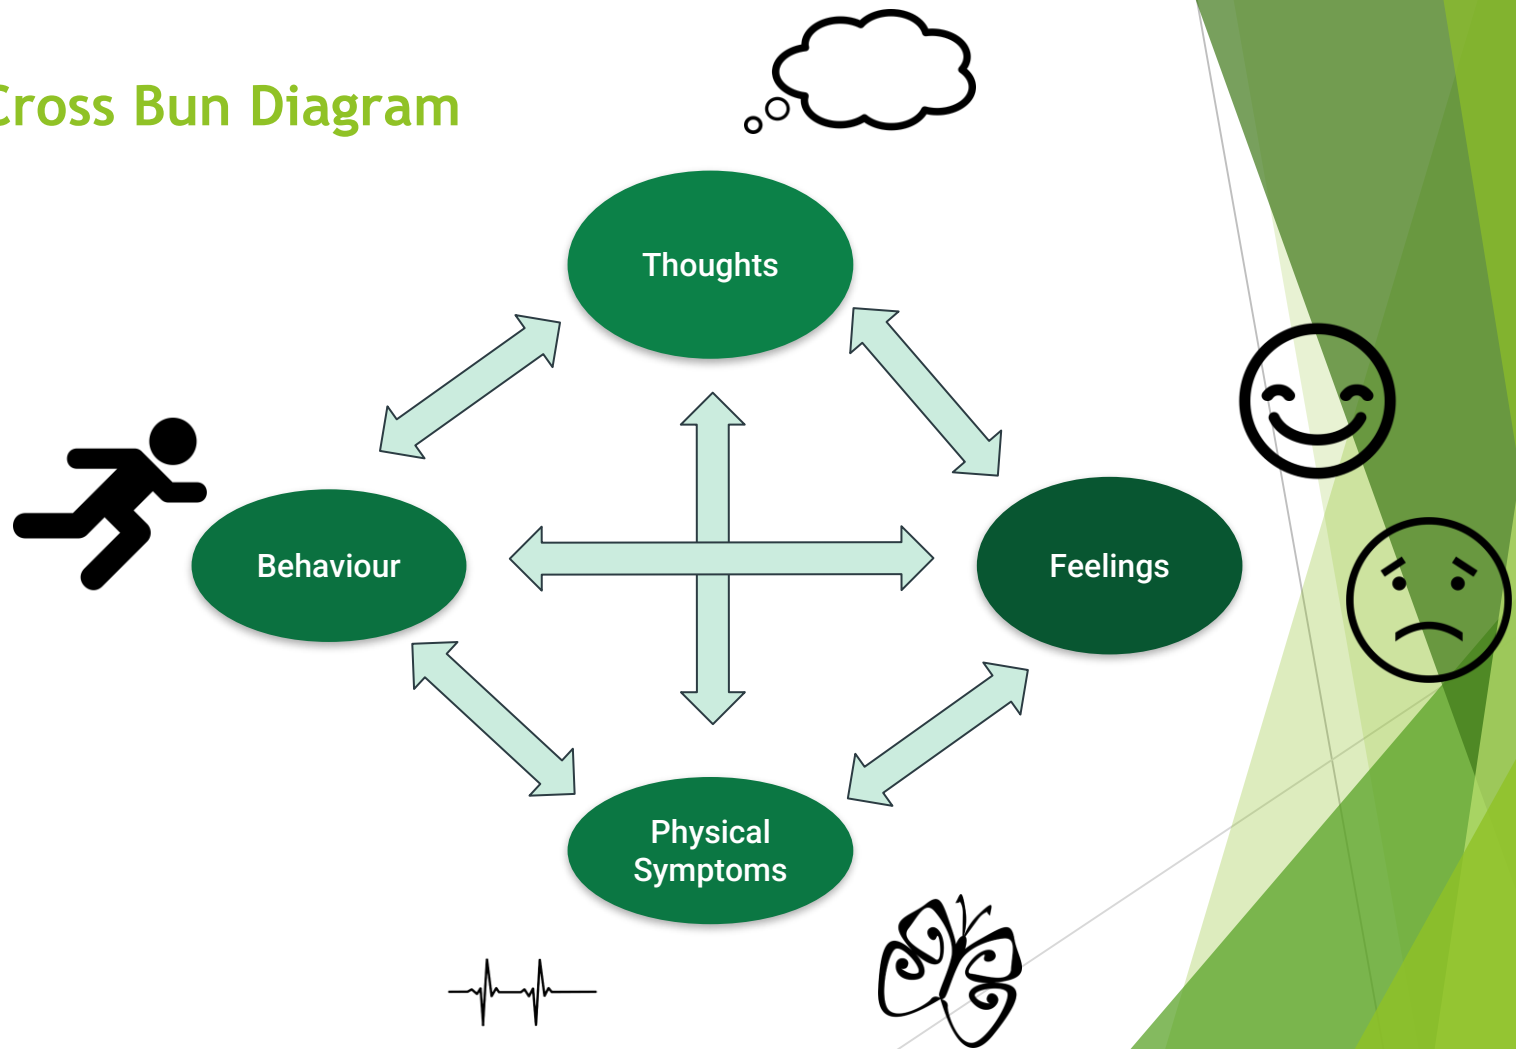 Cross Bun Diagram
Thoughts
Behaviour
Feelings
Physical
Symptoms